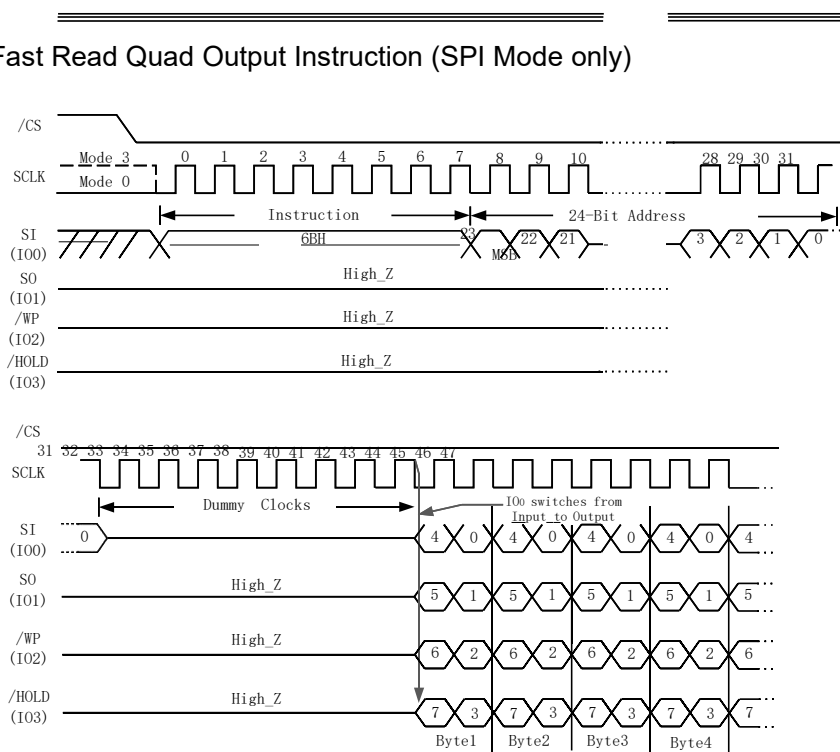 Fast Read Quad Output Instruction (SPI Mode only)
/CS
Mode 3 0 1 2 3 4 5 6 7 8 9 10 28 29 30 31
SCLK
Mode 0
Instruction 24-Bit Address
SI
(IO0)
6BH 23 22 21 3 2 1 0
MSB
SO
(IO1)
High_Z
/WP
(IO2)
High_Z
/HOLD
(IO3)
High_Z
/CS
31 32 33 34 35 36 37 38 39 40 41 42 43 44 45 46 47
SCLK
Dummy Clocks
IO0 switches from
Input to Output
SI
(IO0)
0 4 0 4 0 4 0 4 0 4
SO
(IO1)
High_Z 5 1 5 1 5 1 5 1 5
/WP
(IO2)
High_Z 6 2 6 2 6 2 6 2 6
/HOLD
(IO3)
High_Z 7 3 7 3 7 3 7 3 7
Byte1 Byte2 Byte3 Byte4